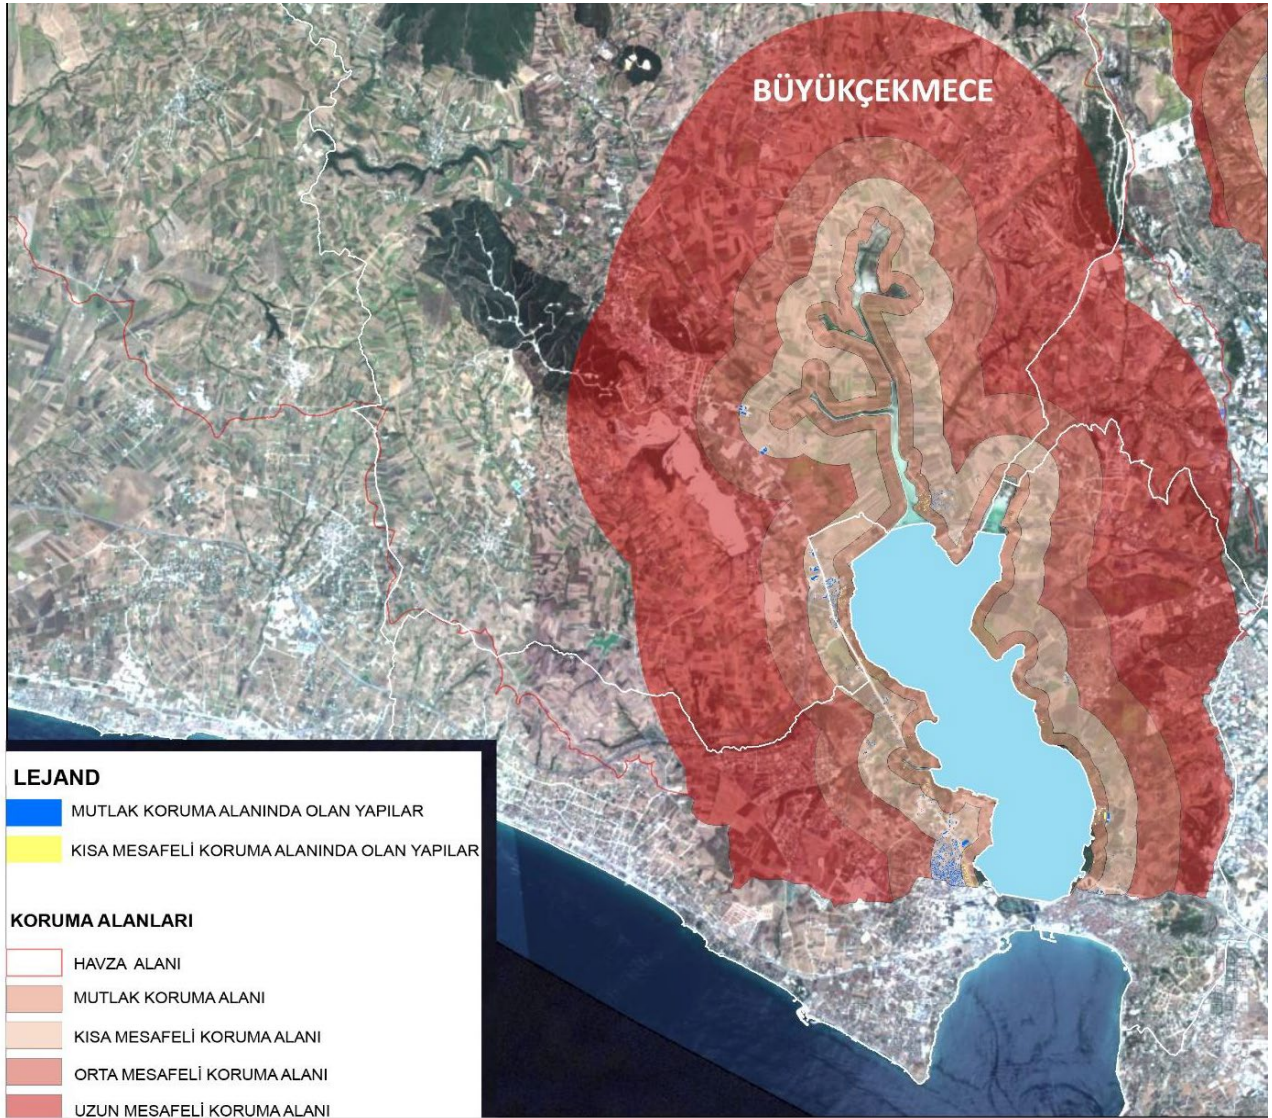 BÜYÜKÇEKMECE
LEJAND
MUTLAK KORUMA ALANINDA OLAN YAPILAR
KISA MESAFELİ KORUMA ALANINDA OLAN YAPILAR
KORUMA ALANLARI
HAVZA ALANI
MUTLAK KORUMA ALANI
KISA MESAFELİ KORUMA ALANI
ORTA MESAFELİ KORUMA ALANI
UZUN MESAFELİ KORUMA ALANI